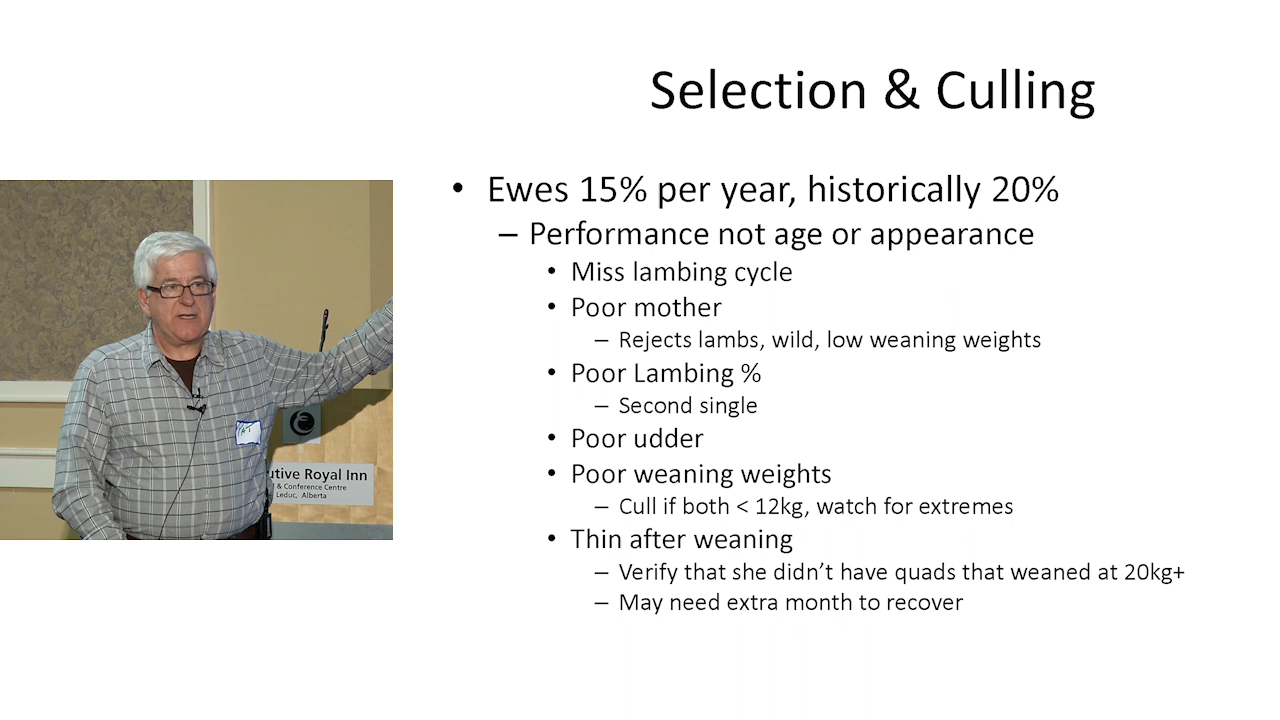 Selection & Culling
• Ewes 15% per year, historically 20%
– Performance not age or appearance
• Miss lambing cycle
• Poor mother
– Rejects lambs, wild, low weaning weights
• Poor Lambing %
– Second single
• Poor udder
• Poor weaning weights
– Cull if both < 12kg, watch for extremes
• Thin after weaning
– Verify that she didn’t have quads that weaned at 20kg+
– May need extra month to recover
utive Royal Inn
& Conference Centre
Leduc, Alberta